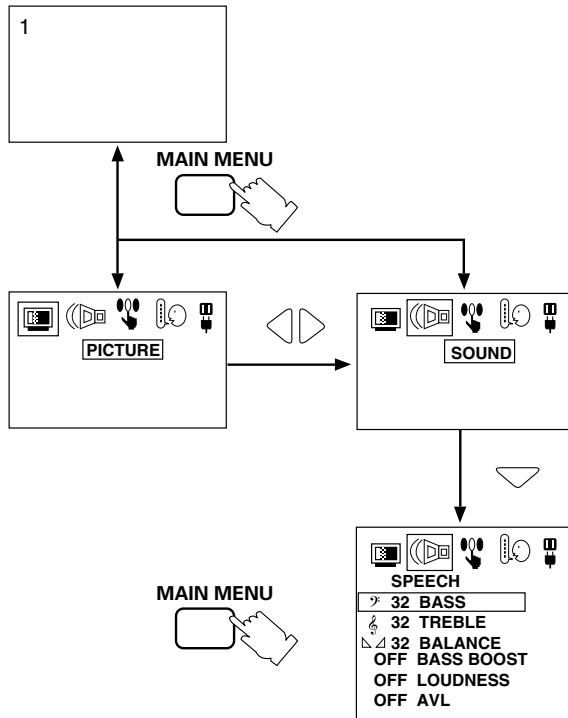 1
MAIN MENU
PICTURE
SOUND
MAIN MENU
SPEECH
32 BASS
32 TREBLE
32 BALANCE
OFF BASS BOOST
OFF LOUDNESS
OFF AVL